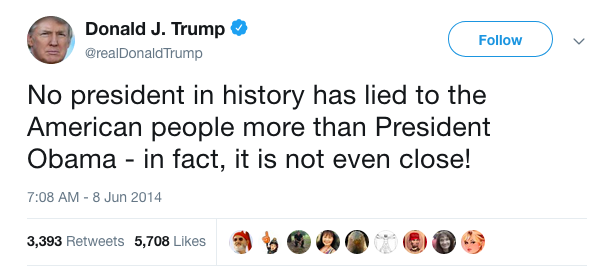 Donald J. Trump
@realDonaldTrump
Follow
No president in history has lied to the
American people more than President
Obama - in fact, it is not even close!
7:08 AM - 8 Jun 2014
3,393 Retweets 5,708 Likes